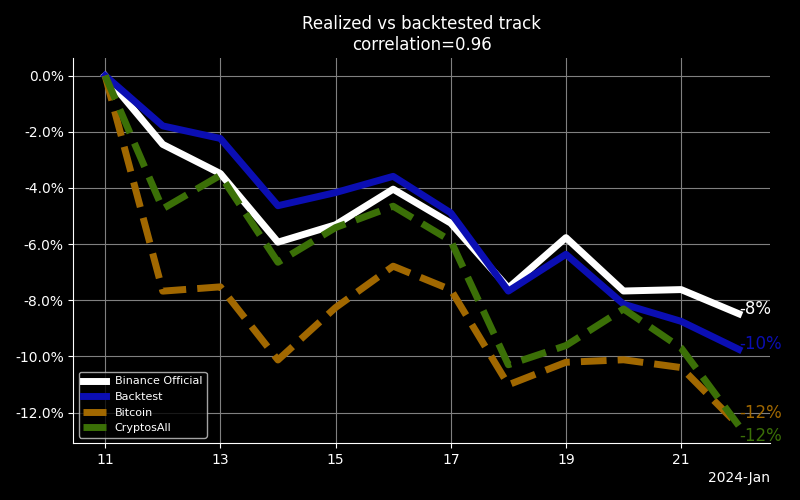 Realized vs backtested track
correlation=0.96
0.0%
-2.0%
-4.0%
-6.0%
-8.0%
-10.0%
-12.0%
-8%
-10%
-12%
-12%
Binance Official
Backtest
Bitcoin
CryptosAll
11
13
15
17
19
21
2024-Jan